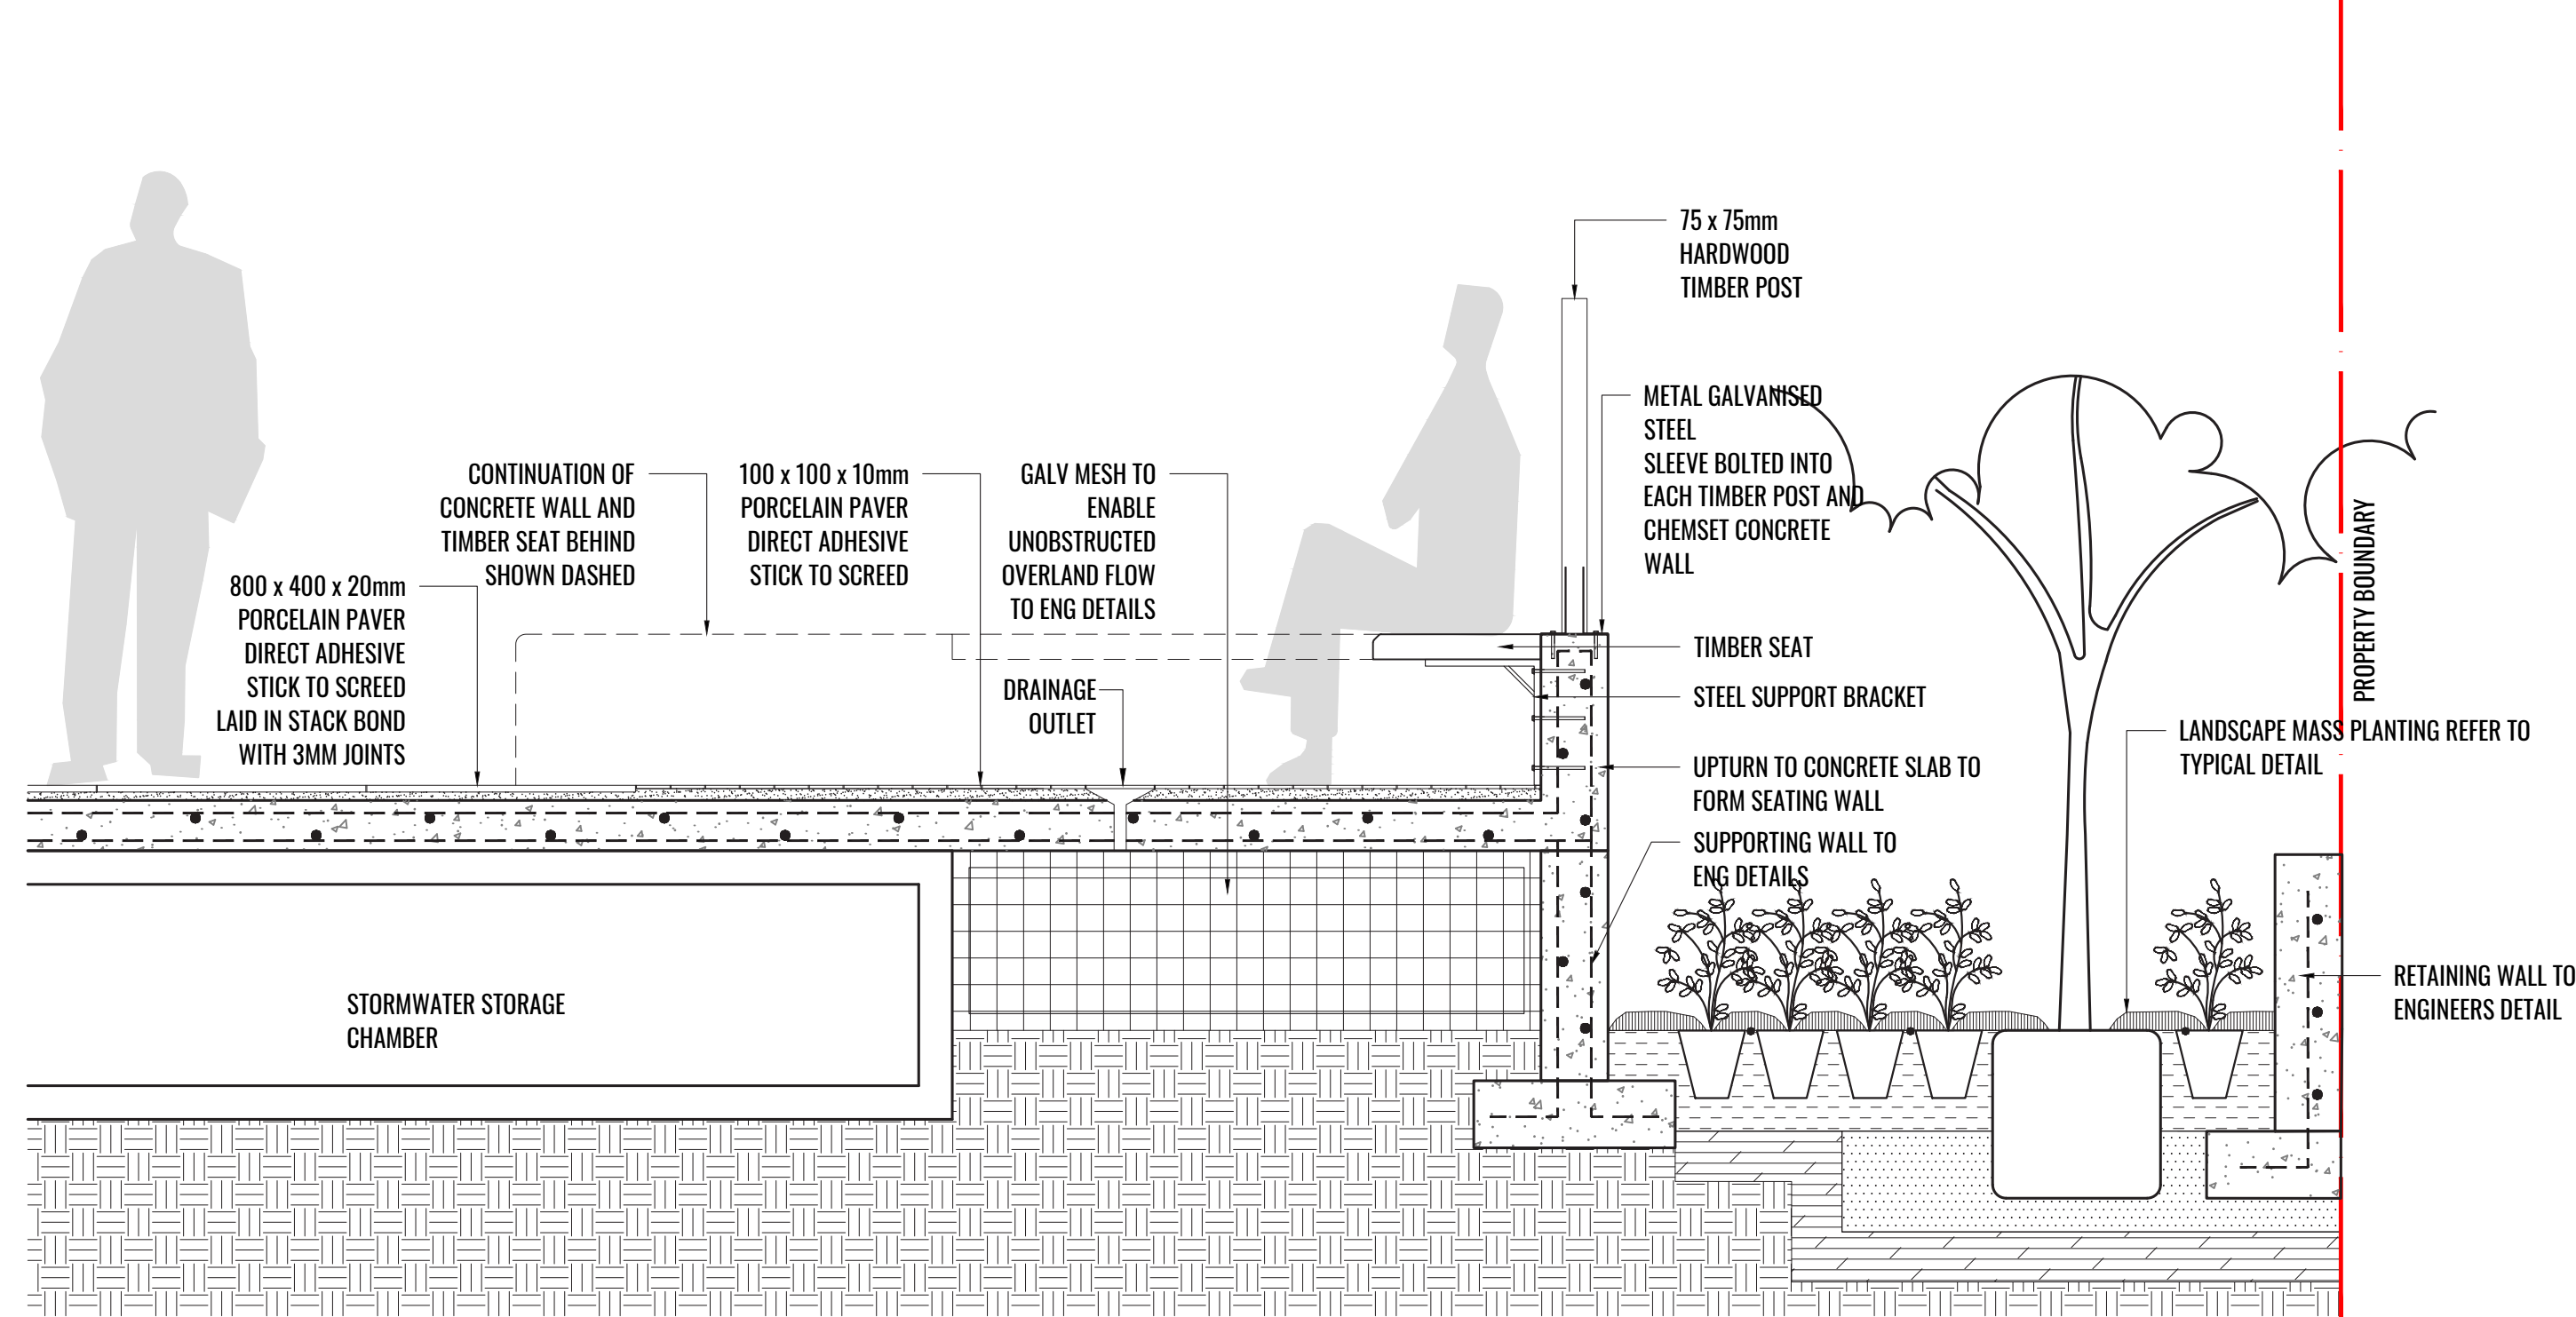 75 x 75mm
HARDWOOD
TIMBER POST
METAL GALVANISED
STEEL
SLEEVE BOLTED INTO
EACH TIMBER POST AND
CHEMSET CONCRETE
WALL
CONTINUATION OF
CONCRETE WALL AND
TIMBER SEAT BEHIND
SHOWN DASHED
100 x 100 x 10mm
PORCELAIN PAVER
DIRECT ADHESIVE
STICK TO SCREED
GALV MESH TO
ENABLE
UNOBSTRUCTED
OVERLAND FLOW
TO ENG DETAILS
800 x 400 x 20mm
PORCELAIN PAVER
DIRECT ADHESIVE
STICK TO SCREED
LAID IN STACK BOND
WITH 3MM JOINTS
DRAINAGE
OUTLET
TIMBER SEAT
STEEL SUPPORT BRACKET
UPTURN TO CONCRETE SLAB TO
FORM SEATING WALL
SUPPORTING WALL TO
ENG DETAILS
PROPERTY BOUNDARY
LANDSCAPE MASS PLANTING REFER TO
TYPICAL DETAIL
RETAINING WALL TO
ENGINEERS DETAIL
STORMWATER STORAGE
CHAMBER